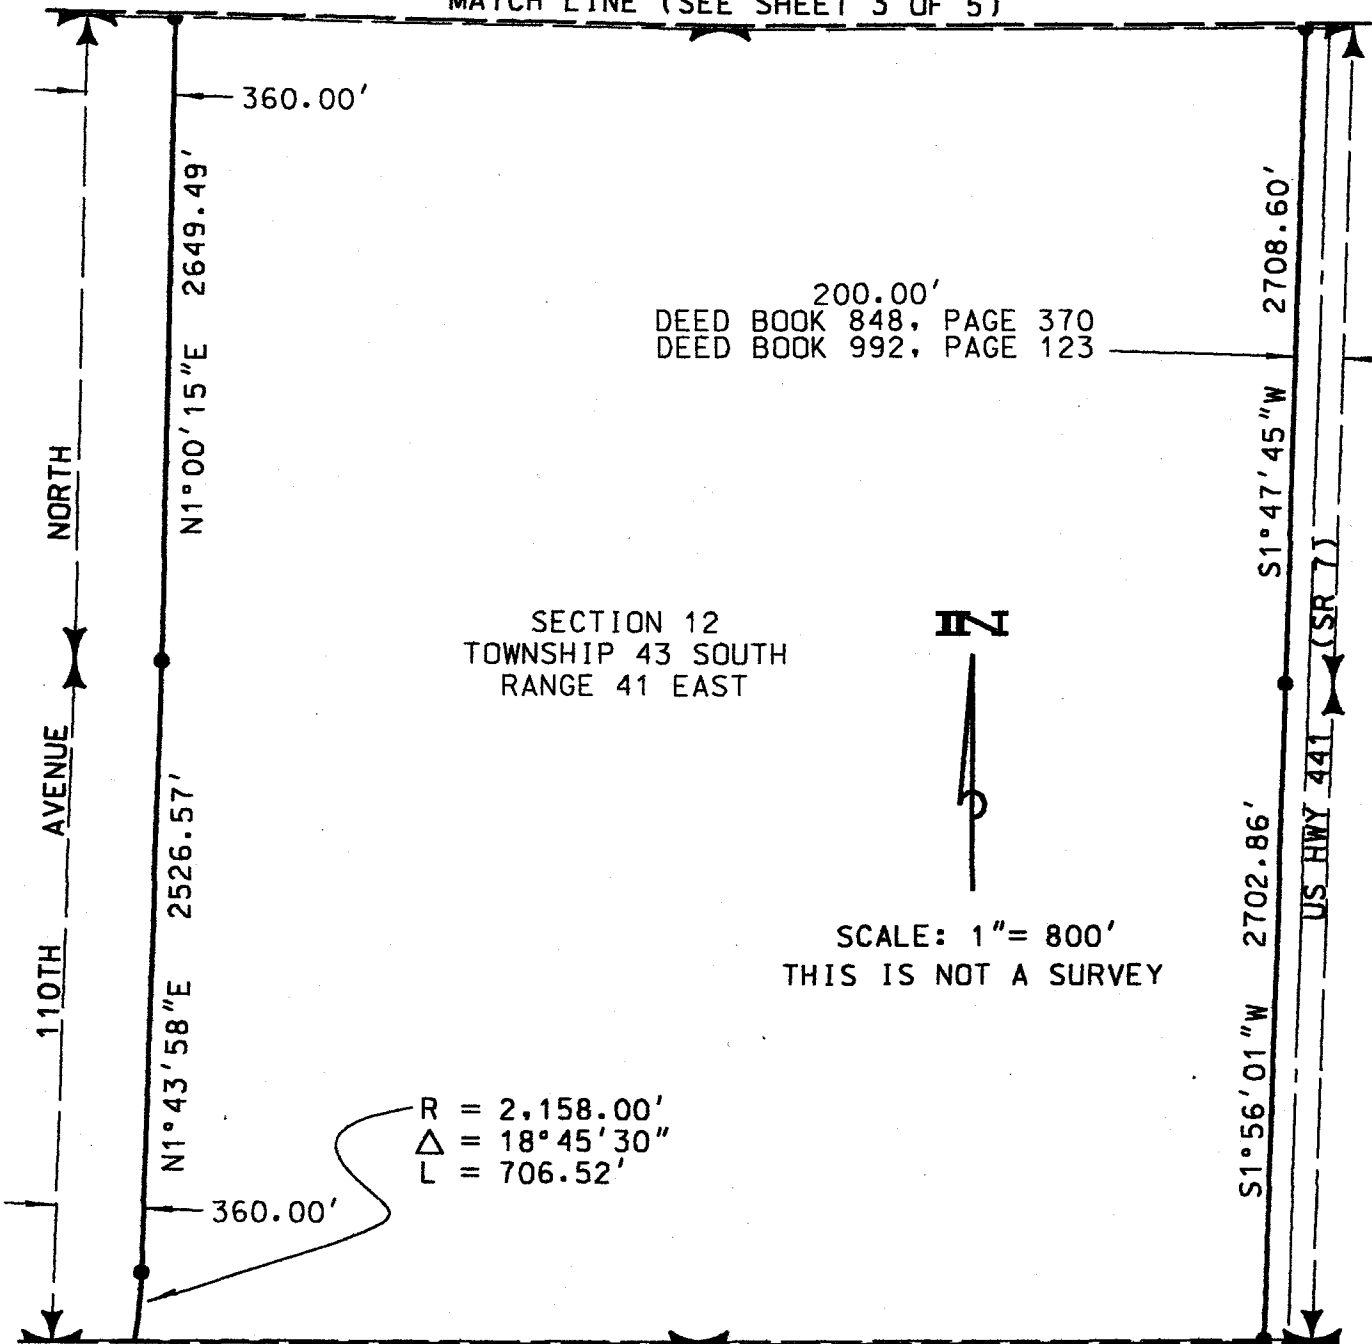 MATCH LINE (SEE SHEET 3 OF 5)
360.00'
N1°00'15"E 2649.49'
200.00'
DEED BOOK 848, PAGE 370
DEED BOOK 992, PAGE 123
S1°47'45"W 2708.60'
110TH AVENUE NORTH
SECTION 12
TOWNSHIP 43 SOUTH
RANGE 41 EAST
N
US HWY 441 (SR 7)
N1°43'58"E 2526.57'
SCALE: 1"= 800'
THIS IS NOT A SURVEY
S1°56'01"W 2702.86'
R = 2,158.00'
Δ = 18°45'30"
L = 706.52'
360.00'